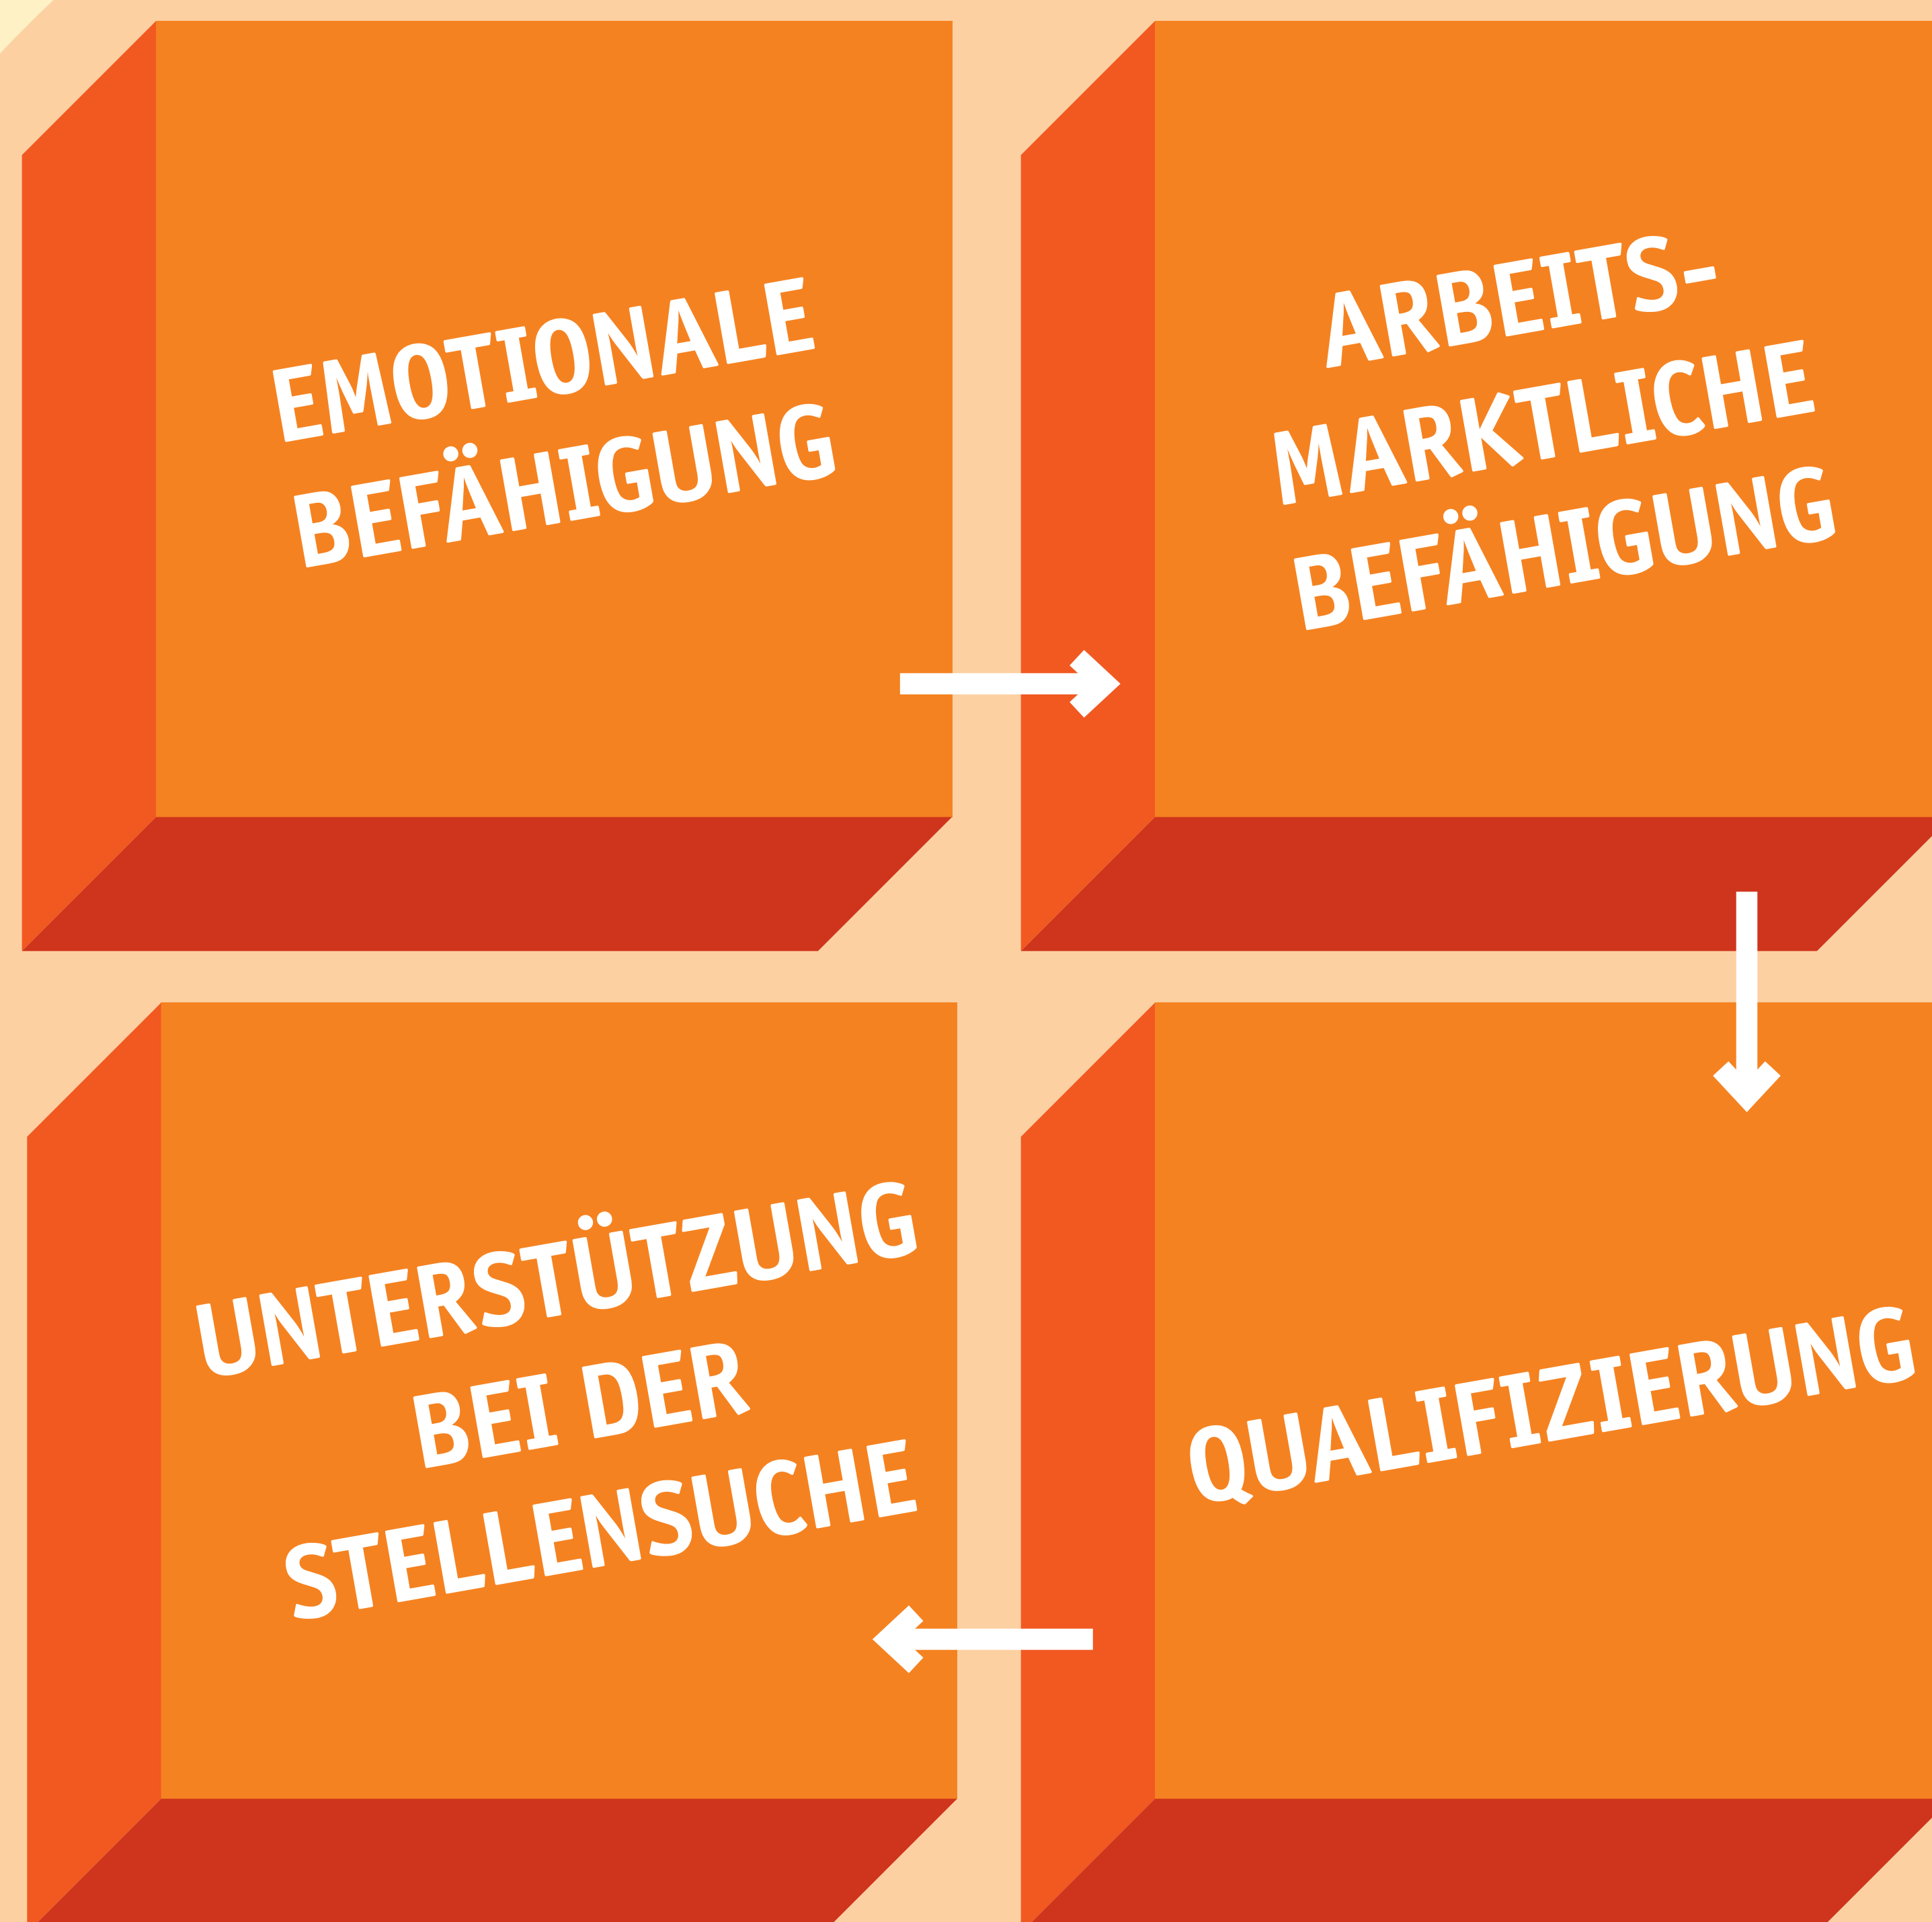 EMOTIONALE
BEFÄHIGUNG
ARBEITS-
MARKTLICHE
BEFÄHIGUNG
UNTERSTÜTZUNG
BEI DER
STELLENSUCHE
QUALIFIZIERUNG